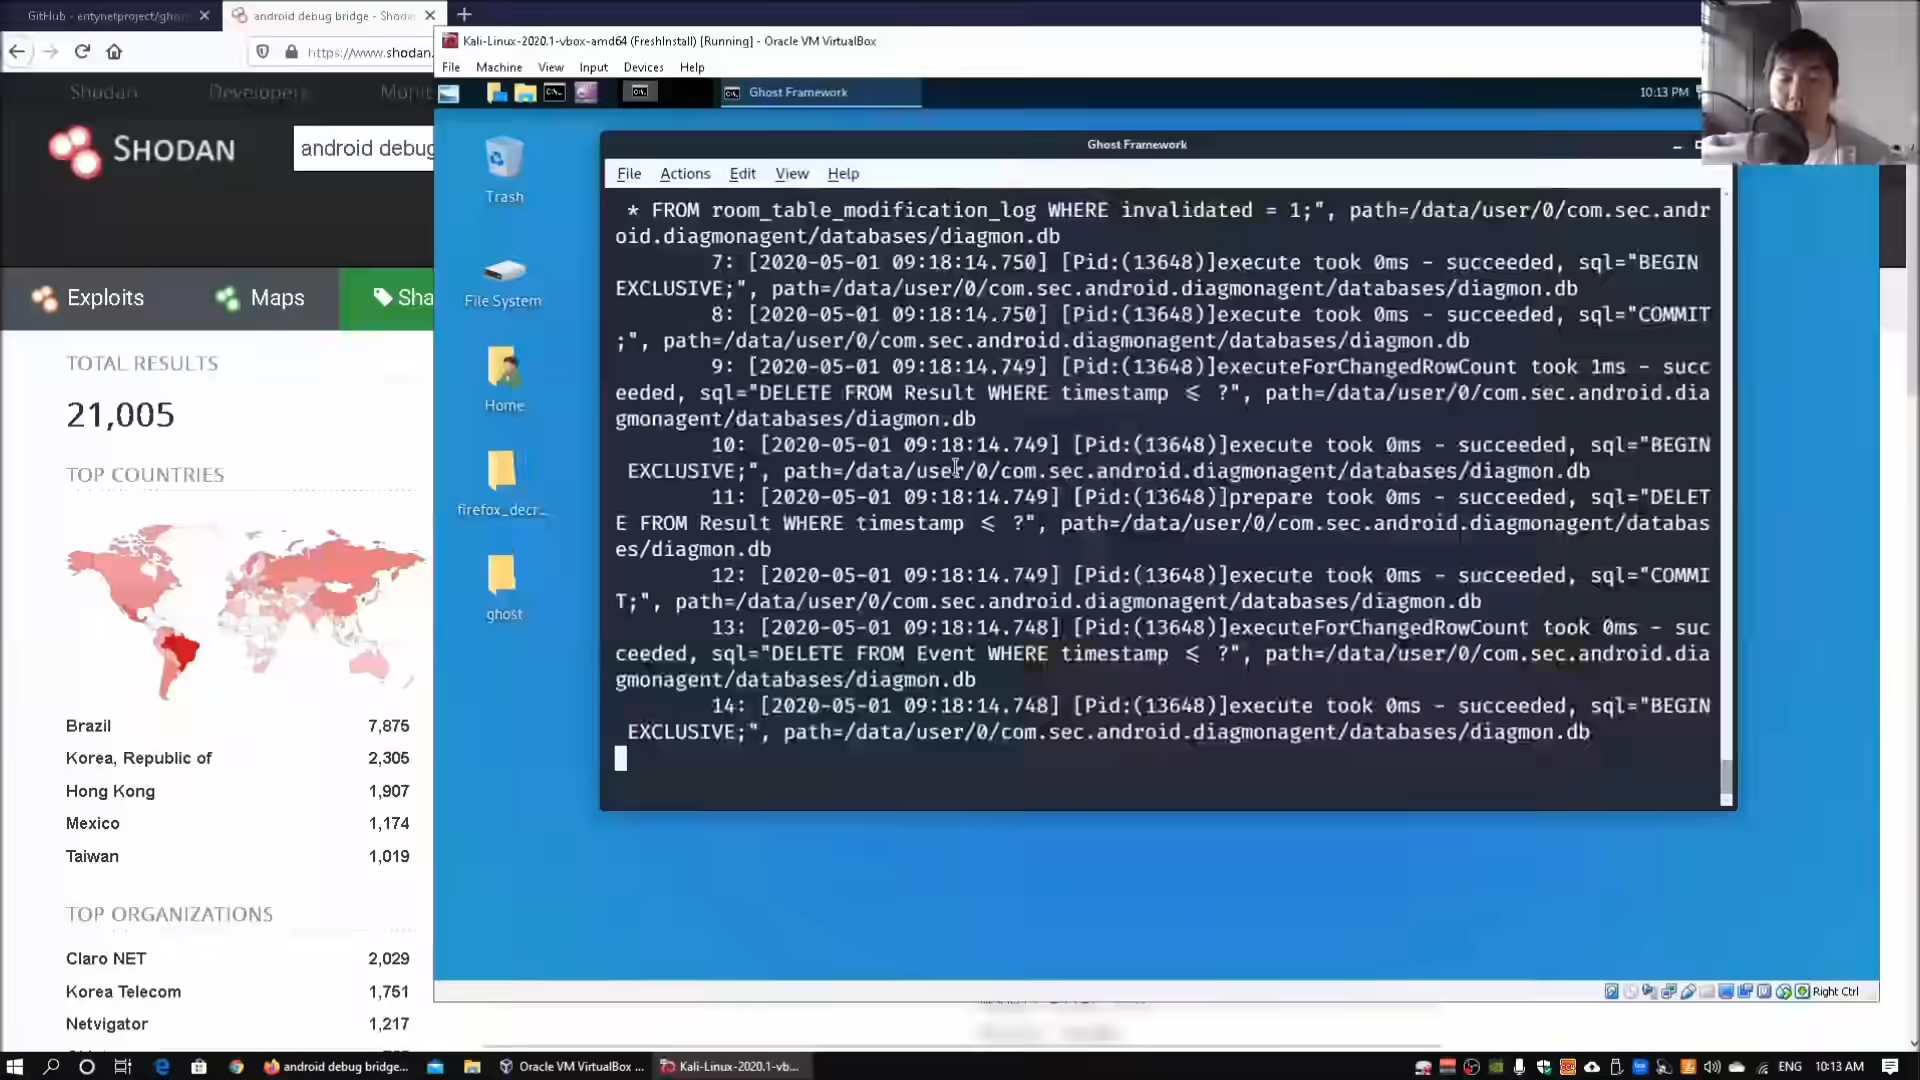 GitHub - entynetproject/gho
android debug bridge - Shoda
https://www.shodan.
Shodan
Developers
SHODAN
android debug
Exploits
Maps
Sha
TOTAL RESULTS
21,005
TOP COUNTRIES
Brazil 7,875
Korea, Republic of 2,305
Hong Kong 1,907
Mexico 1,174
Taiwan 1,019
TOP ORGANIZATIONS
Claro NET 2,029
Korea Telecom 1,751
Netvigator 1,217
Kali-Linux-2020.1-vbox-amd64 (FreshInstall) [Running] - Oracle VM VirtualBox
File Machine View Input Devices Help
Ghost Framework
10:13 PM
Trash
File System
Home
firefox_decr...
ghost
Ghost Framework
File Actions Edit View Help
* FROM room_table_modification_log WHERE invalidated = 1;", path=/data/user/0/com.sec.andr
oid.diagmonagent/databases/diagmon.db
7: [2020-05-01 09:18:14.750] [Pid:(13648)]execute took 0ms - succeeded, sql="BEGIN
EXCLUSIVE;", path=/data/user/0/com.sec.android.diagmonagent/databases/diagmon.db
8: [2020-05-01 09:18:14.750] [Pid:(13648)]execute took 0ms - succeeded, sql="COMMIT
;", path=/data/user/0/com.sec.android.diagmonagent/databases/diagmon.db
9: [2020-05-01 09:18:14.749] [Pid:(13648)]executeForChangedRowCount took 1ms - succ
eeded, sql="DELETE FROM Result WHERE timestamp <= ?", path=/data/user/0/com.sec.android.dia
gmonagent/databases/diagmon.db
10: [2020-05-01 09:18:14.749] [Pid:(13648)]execute took 0ms - succeeded, sql="BEGIN
EXCLUSIVE;", path=/data/user/0/com.sec.android.diagmonagent/databases/diagmon.db
11: [2020-05-01 09:18:14.749] [Pid:(13648)]prepare took 0ms - succeeded, sql="DELET
E FROM Result WHERE timestamp <= ?", path=/data/user/0/com.sec.android.diagmonagent/databas
es/diagmon.db
12: [2020-05-01 09:18:14.749] [Pid:(13648)]execute took 0ms - succeeded, sql="COMMI
T;", path=/data/user/0/com.sec.android.diagmonagent/databases/diagmon.db
13: [2020-05-01 09:18:14.748] [Pid:(13648)]executeForChangedRowCount took 0ms - suc
ceeded, sql="DELETE FROM Event WHERE timestamp <= ?", path=/data/user/0/com.sec.android.dia
gmonagent/databases/diagmon.db
14: [2020-05-01 09:18:14.748] [Pid:(13648)]execute took 0ms - succeeded, sql="BEGIN
EXCLUSIVE;", path=/data/user/0/com.sec.android.diagmonagent/databases/diagmon.db
Right Ctrl
android debug bridge...
Oracle VM VirtualBox ...
Kali-Linux-2020.1-vb...
ENG
10:13 AM